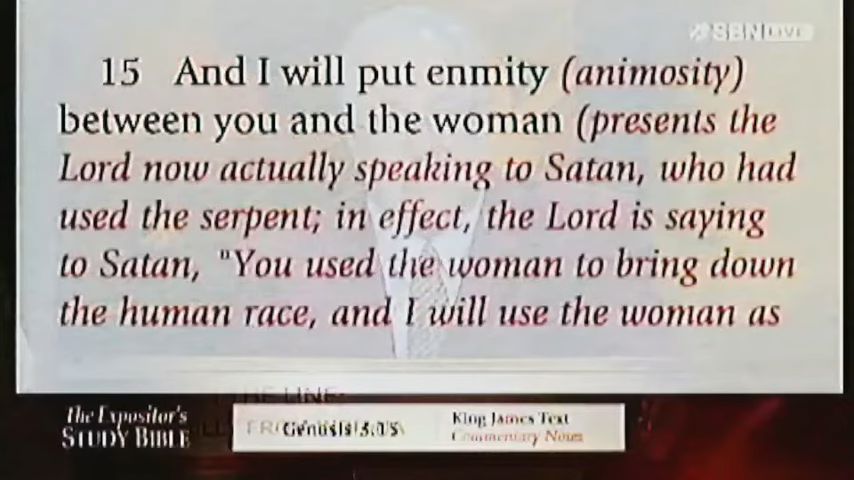 SBN LIVE
15 And I will put enmity (animosity)
between you and the woman (presents the
Lord now actually speaking to Satan, who had
used the serpent; in effect, the Lord is saying
to Satan, "You used the woman to bring down
the human race, and I will use the woman as
The Expositor's
STUDY BIBLE
Genesis 3:15
King James Text
Commentary Notes